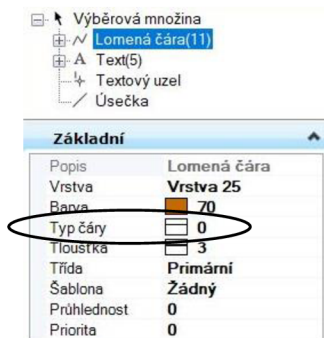 Výběrová množina
Lomená čára(11)
A Text(5)
Textový uzel
Úsečka
Základní
Popis Lomená čára
Vrstva Vrstva 25
Barva 70
Typ čáry 0
Tloušťka 3
Třída Primární
Šablona Žádný
Průhlednost 0
Priorita 0